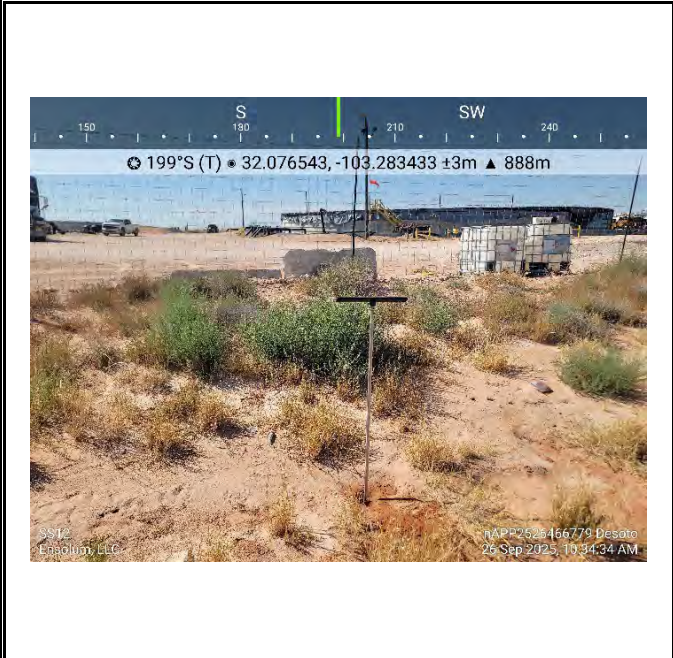 S SW
150 180 210 240
199°S (T) 32.076543, -103.283433 ±3m ▲ 888m
SS12
Ensolum, LLC
nAPP2526466779 Desoto
26 Sep 2025, 10:34:34 AM